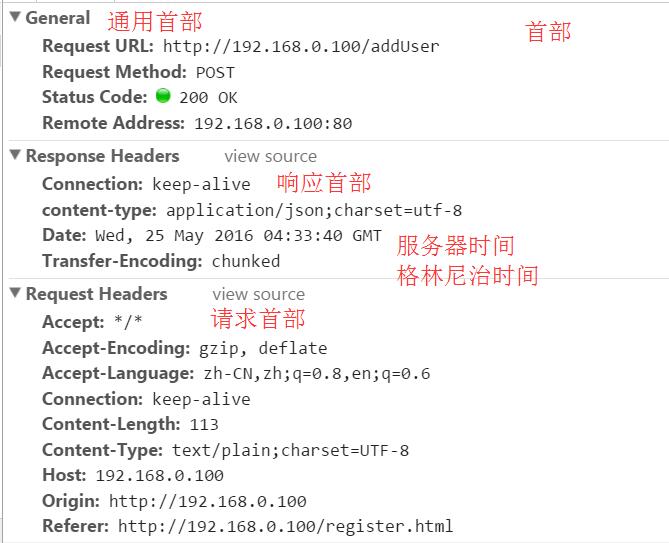 General 通用首部 首部
Request URL: http://192.168.0.100/addUser
Request Method: POST
Status Code: 200 OK
Remote Address: 192.168.0.100:80
Response Headers view source
Connection: keep-alive 响应首部
content-type: application/json;charset=utf-8
Date: Wed, 25 May 2016 04:33:40 GMT 服务器时间
Transfer-Encoding: chunked 格林尼治时间
Request Headers view source
Accept: */* 请求首部
Accept-Encoding: gzip, deflate
Accept-Language: zh-CN,zh;q=0.8,en;q=0.6
Connection: keep-alive
Content-Length: 113
Content-Type: text/plain;charset=UTF-8
Host: 192.168.0.100
Origin: http://192.168.0.100
Referer: http://192.168.0.100/register.html